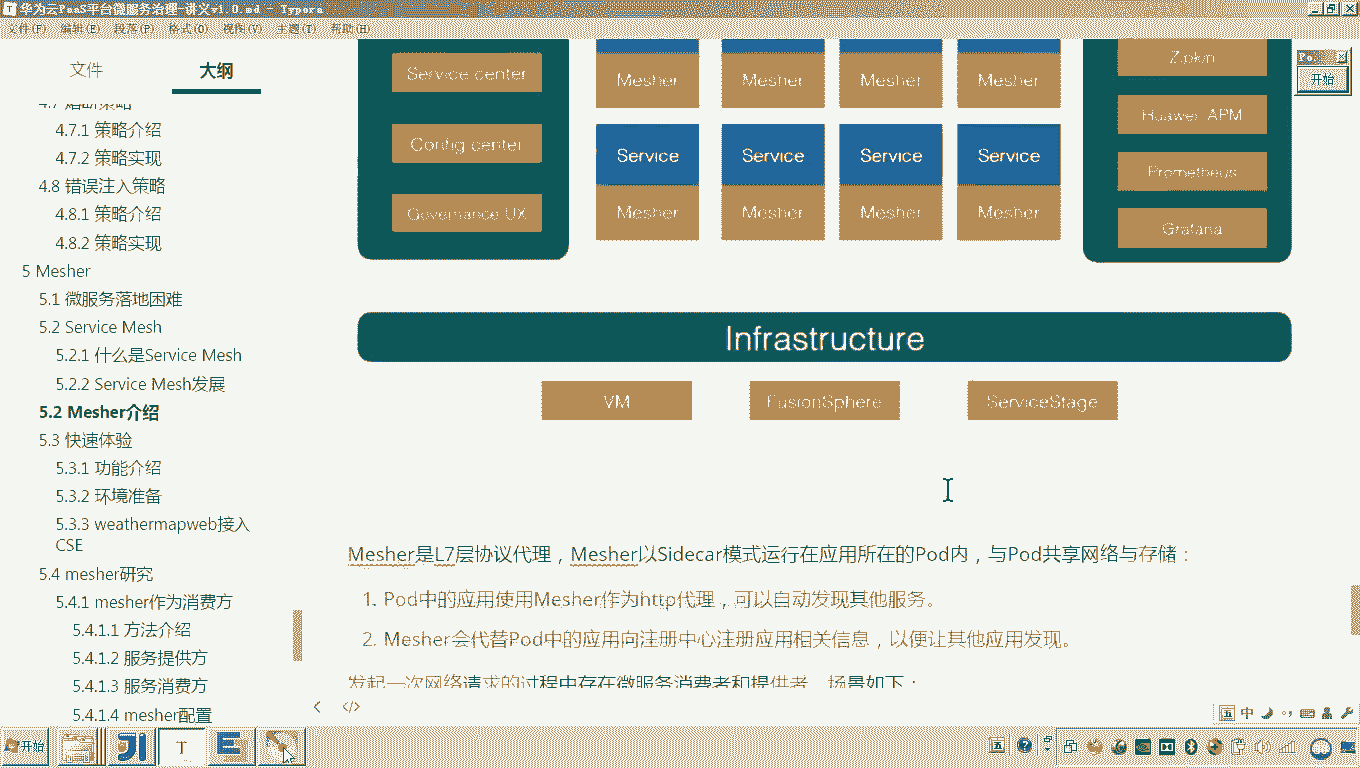 华为云PaaS平台微服务治理-讲义v1.0.md - Typora
文件(F) 编辑(E) 段落(P) 格式(O) 视图(V) 主题(T) 帮助(H)
文件 大纲
4.7 熔断策略
4.7.1 策略介绍
4.7.2 策略实现
4.8 错误注入策略
4.8.1 策略介绍
4.8.2 策略实现
5 Mesher
5.1 微服务落地困难
5.2 Service Mesh
5.2.1 什么是Service Mesh
5.2.2 Service Mesh发展
5.2 Mesher介绍
5.3 快速体验
5.3.1 功能介绍
5.3.2 环境准备
5.3.3 weathermapweb接入
CSE
5.4 mesher研究
5.4.1 mesher作为消费方
5.4.1.1 方法介绍
5.4.1.2 服务提供方
5.4.1.3 服务消费方
5.4.1.4 mesher配置
Service center
Config center
Governance UX
Mesher Mesher Mesher Mesher
Service Service Service Service
Mesher Mesher Mesher Mesher
Zipkin
Huawei APM
Prometheus
Grafana
Infrastructure
VM FusionSphere ServiceStage
Mesher是L7层协议代理，Mesher以Sidecar模式运行在应用所在的Pod内，与Pod共享网络与存储：
1. Pod中的应用使用Mesher作为http代理，可以自动发现其他服务。
2. Mesher会代替Pod中的应用向注册中心注册应用相关信息，以便让其他应用发现。
发起一次网络请求的过程中存在微服务消费者和提供者，场景如下：
Po..
开始
五 中
开始
T
五